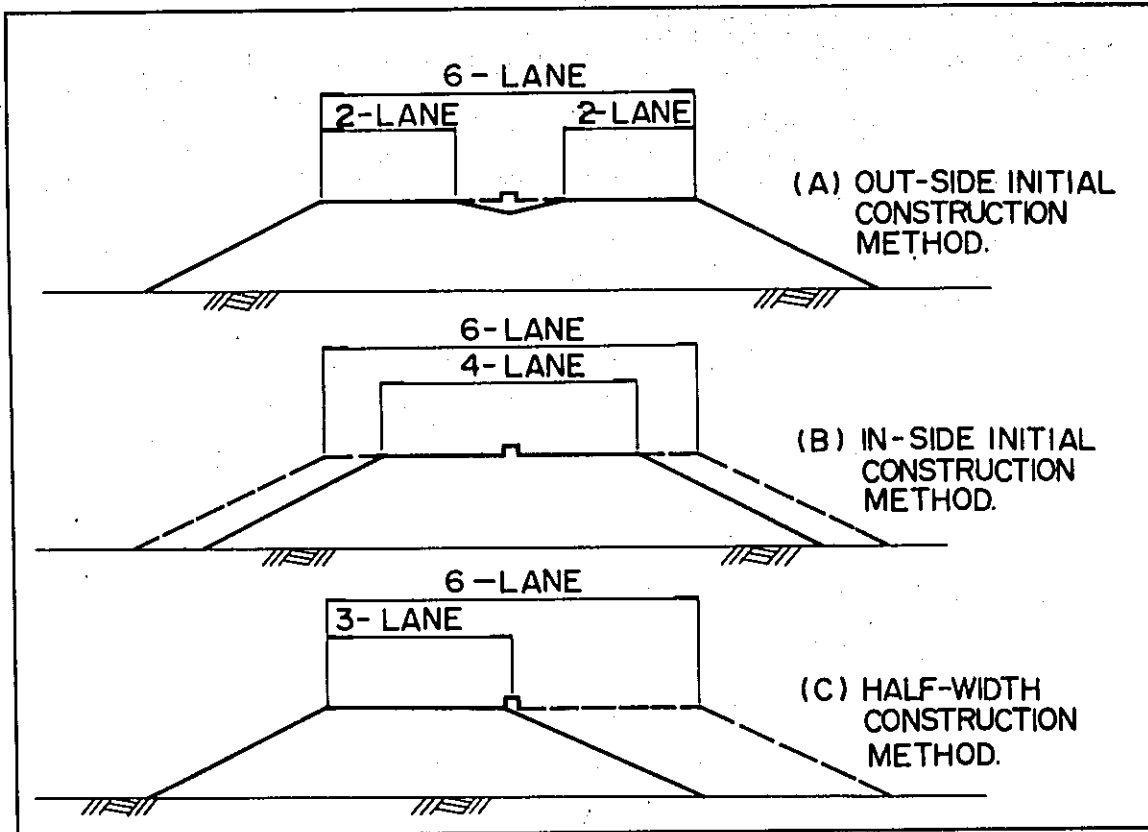 6-LANE
2-LANE 2-LANE
(A) OUT-SIDE INITIAL
CONSTRUCTION
METHOD.
6-LANE
4-LANE
(B) IN-SIDE INITIAL
CONSTRUCTION
METHOD.
6-LANE
3-LANE
(C) HALF-WIDTH
CONSTRUCTION
METHOD.